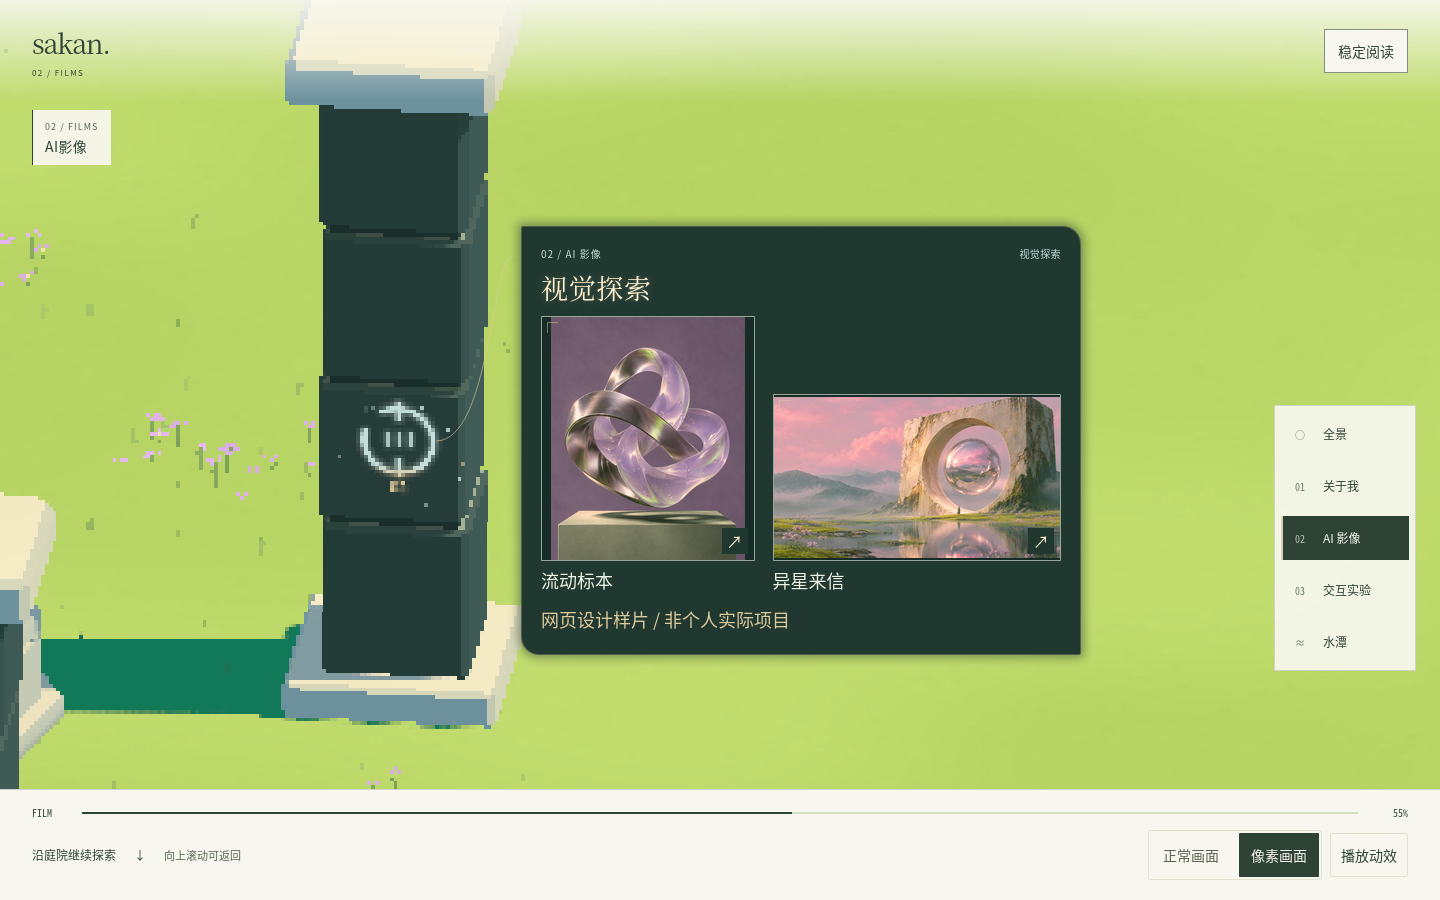 sakan.
02 / FILMS
稳定阅读
02 / FILMS
AI影像
02 / AI 影像
视觉探索
视觉探索
流动标本
异星来信
网页设计样片 / 非个人实际项目
全景
01 关于我
02 AI 影像
03 交互实验
≈ 水潭
FILM
55%
沿庭院继续探索 ↓ 向上滚动可返回
正常画面 像素画面 播放动效